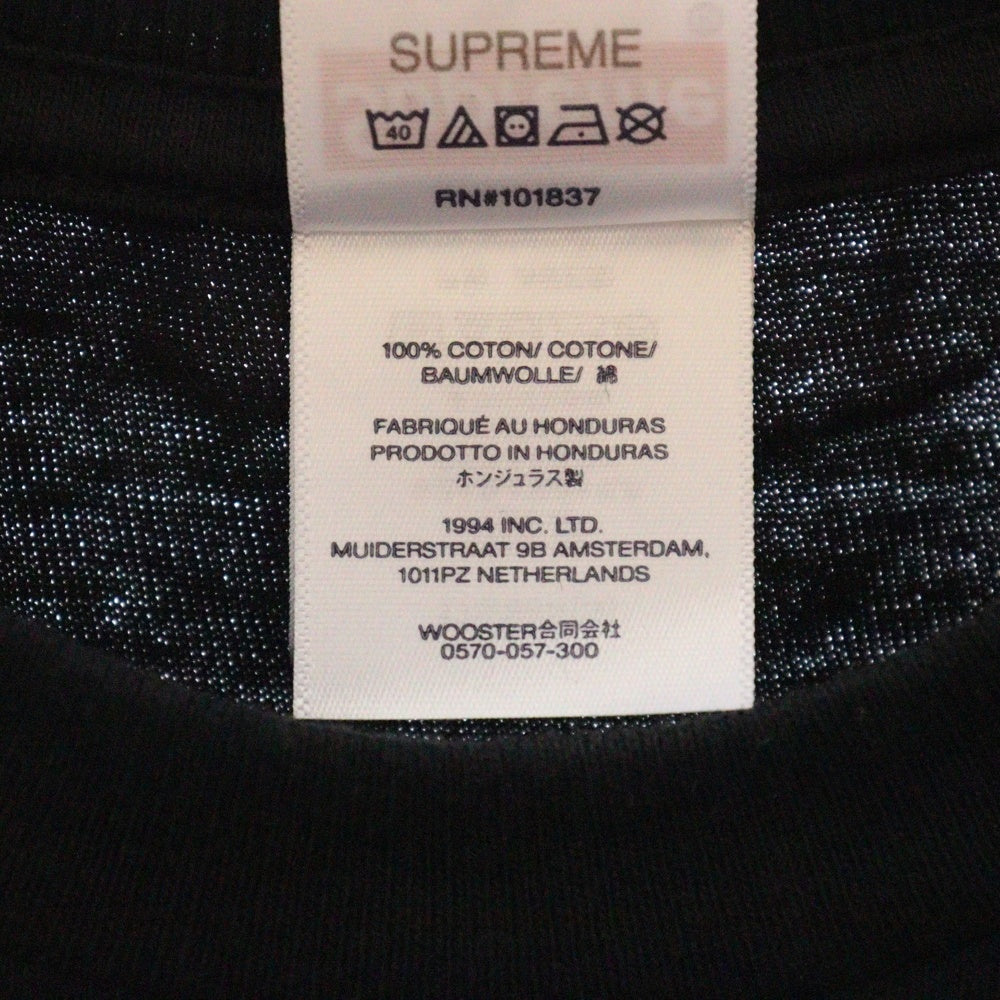 SUPREME
40
RN#101837
100% COTON/ COTONE/
BAUMWOLLE/ 綿
FABRIQUÉ AU HONDURAS
PRODOTTO IN HONDURAS
ホンジュラス製
1994 INC. LTD.
MUIDERSTRAAT 9B AMSTERDAM,
1011PZ NETHERLANDS
WOOSTER合同会社
0570-057-300